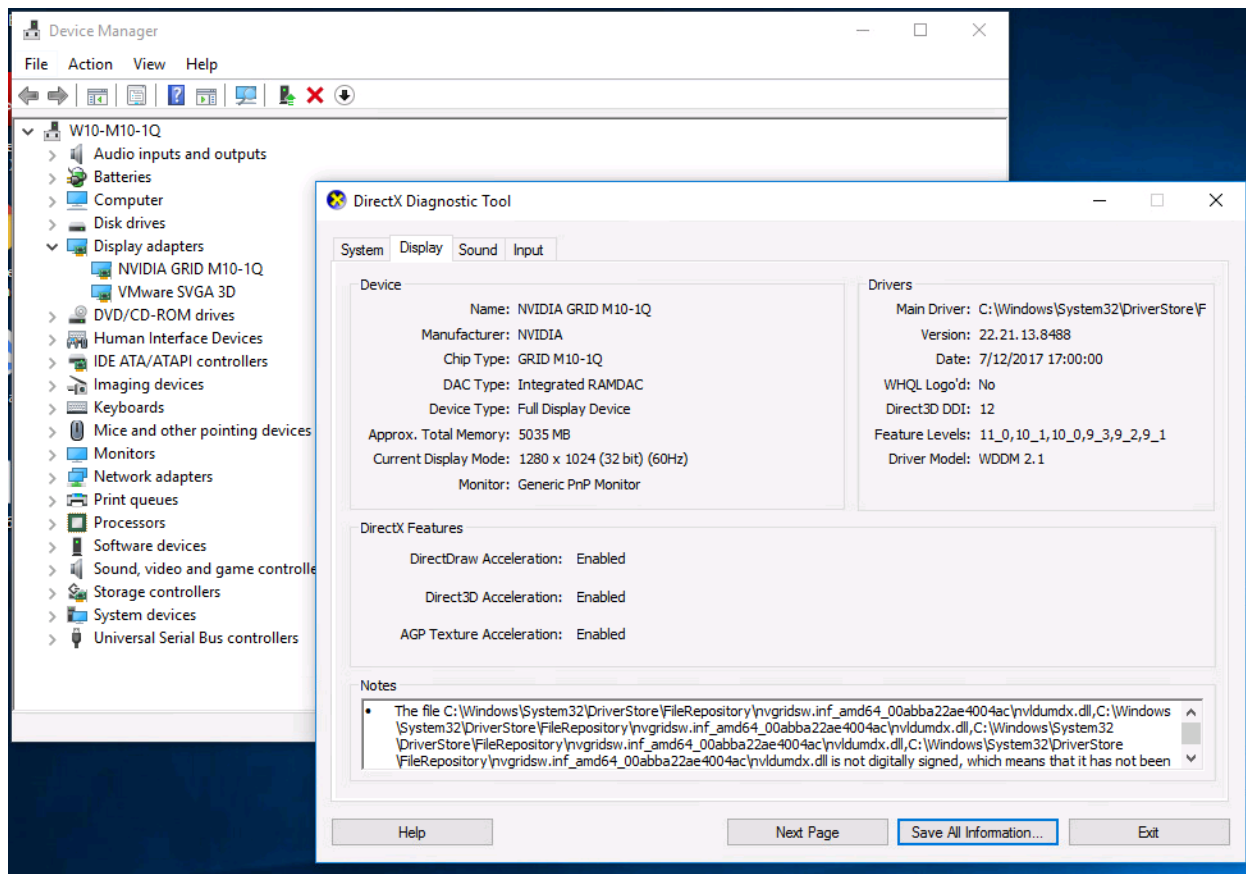 Device Manager
File Action View Help
W10-M10-1Q
Audio inputs and outputs
Batteries
Computer
Disk drives
Display adapters
NVIDIA GRID M10-1Q
VMware SVGA 3D
DVD/CD-ROM drives
Human Interface Devices
IDE ATA/ATAPI controllers
Imaging devices
Keyboards
Mice and other pointing devices
Monitors
Network adapters
Print queues
Processors
Software devices
Sound, video and game controlle
Storage controllers
System devices
Universal Serial Bus controllers
DirectX Diagnostic Tool
System Display Sound Input
Device
Name: NVIDIA GRID M10-1Q
Manufacturer: NVIDIA
Chip Type: GRID M10-1Q
DAC Type: Integrated RAMDAC
Device Type: Full Display Device
Approx. Total Memory: 5035 MB
Current Display Mode: 1280 x 1024 (32 bit) (60Hz)
Monitor: Generic PnP Monitor
Drivers
Main Driver: C:\Windows\System32\DriverStore\F
Version: 22.21.13.8488
Date: 7/12/2017 17:00:00
WHQL Logo'd: No
Direct3D DDI: 12
Feature Levels: 11_0,10_1,10_0,9_3,9_2,9_1
Driver Model: WDDM 2.1
DirectX Features
DirectDraw Acceleration: Enabled
Direct3D Acceleration: Enabled
AGP Texture Acceleration: Enabled
Notes
• The file C:\Windows\System32\DriverStore\FileRepository\nvgridsw.inf_amd64_00abba22ae4004ac\nvldumdx.dll,C:\Windows
\System32\DriverStore\FileRepository\nvgridsw.inf_amd64_00abba22ae4004ac\nvldumdx.dll,C:\Windows\System32
\DriverStore\FileRepository\nvgridsw.inf_amd64_00abba22ae4004ac\nvldumdx.dll,C:\Windows\System32\DriverStore
\FileRepository\nvgridsw.inf_amd64_00abba22ae4004ac\nvldumdx.dll is not digitally signed, which means that it has not been
Help Next Page Save All Information... Exit